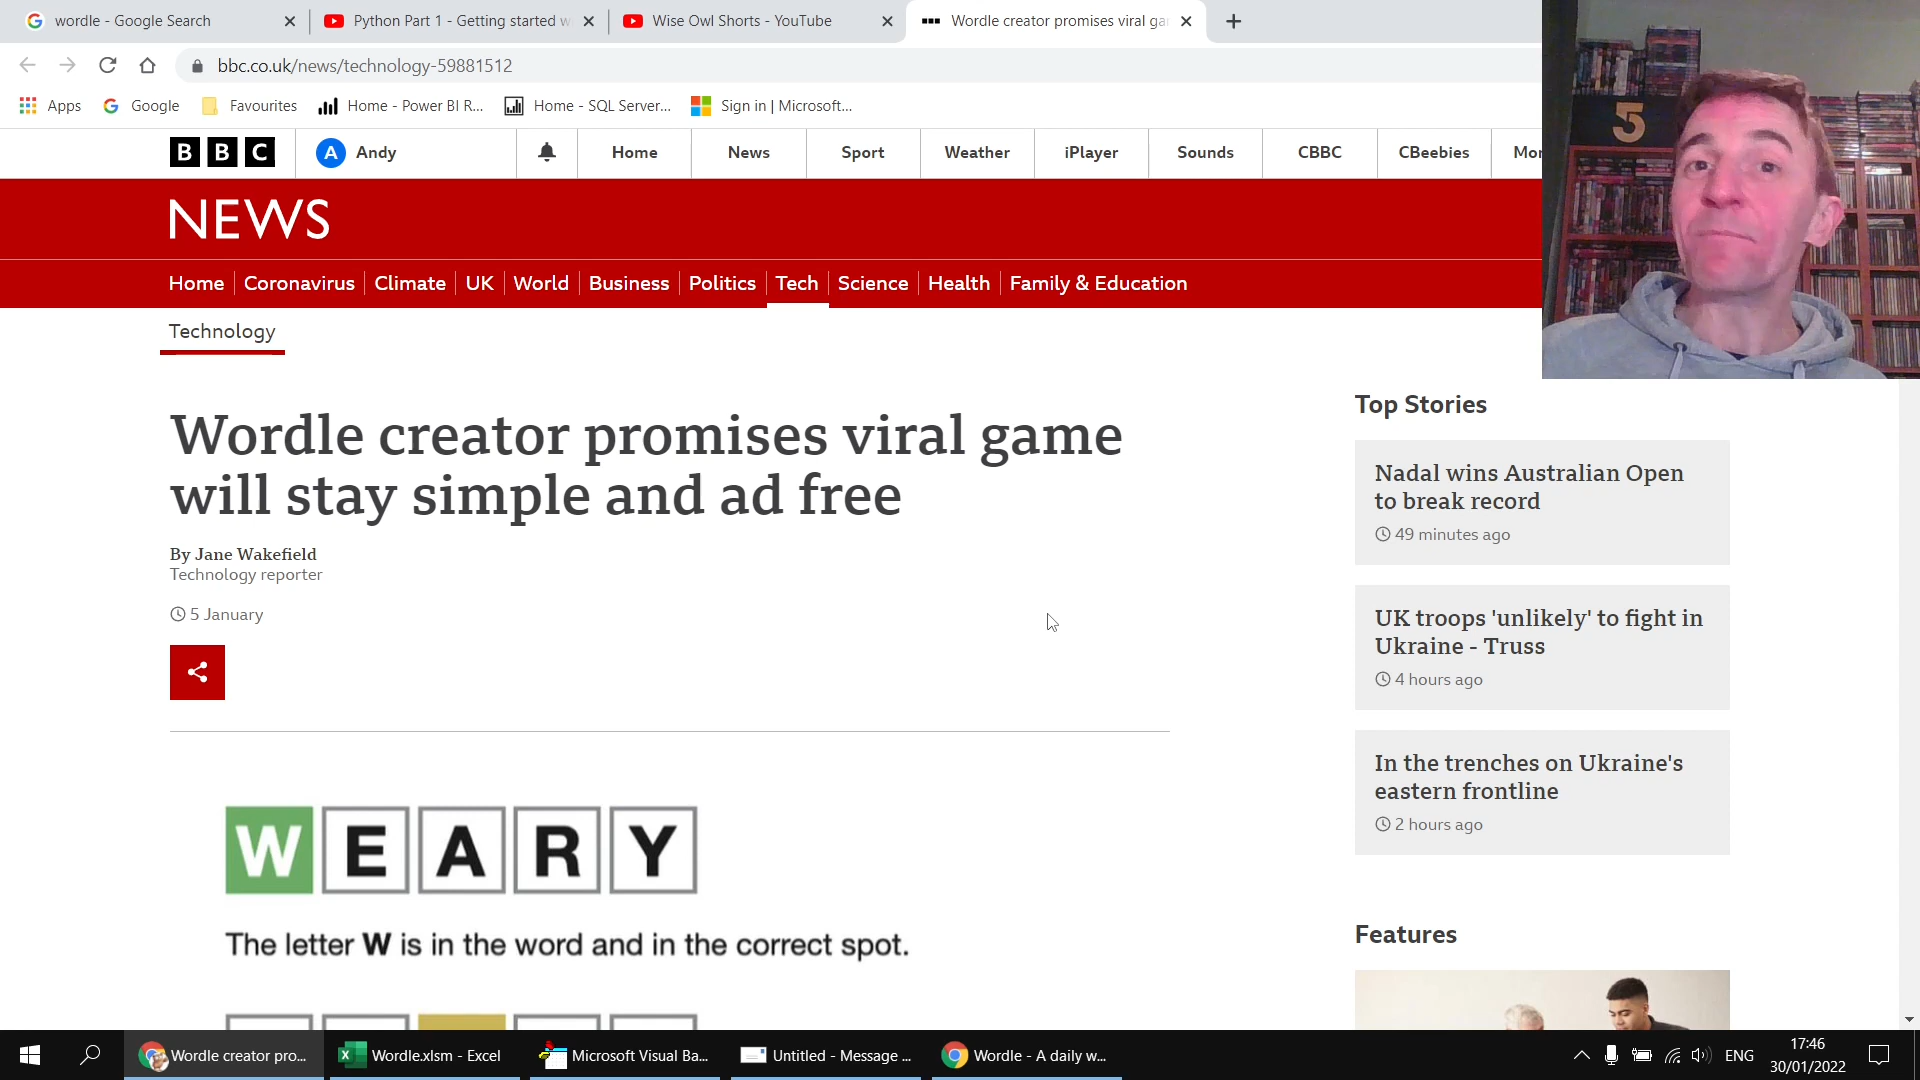 wordle - Google Search
Python Part 1 - Getting started w
Wise Owl Shorts - YouTube
Wordle creator promises viral gar
bbc.co.uk/news/technology-59881512
Apps
Google
Favourites
Home - Power BI R...
Home - SQL Server...
Sign in | Microsoft...
BBC
A Andy
Home
News
Sport
Weather
iPlayer
Sounds
CBBC
CBeebies
Mor
5
NEWS
Home
Coronavirus
Climate
UK
World
Business
Politics
Tech
Science
Health
Family & Education
Technology
Wordle creator promises viral game
will stay simple and ad free
By Jane Wakefield
Technology reporter
5 January
WEARY
The letter W is in the word and in the correct spot.
Top Stories
Nadal wins Australian Open
to break record
49 minutes ago
UK troops 'unlikely' to fight in
Ukraine - Truss
4 hours ago
In the trenches on Ukraine's
eastern frontline
2 hours ago
Features
Wordle creator pro...
Wordle.xlsm - Excel
Microsoft Visual Ba...
Untitled - Message ...
Wordle - A daily w...
ENG
17:46
30/01/2022